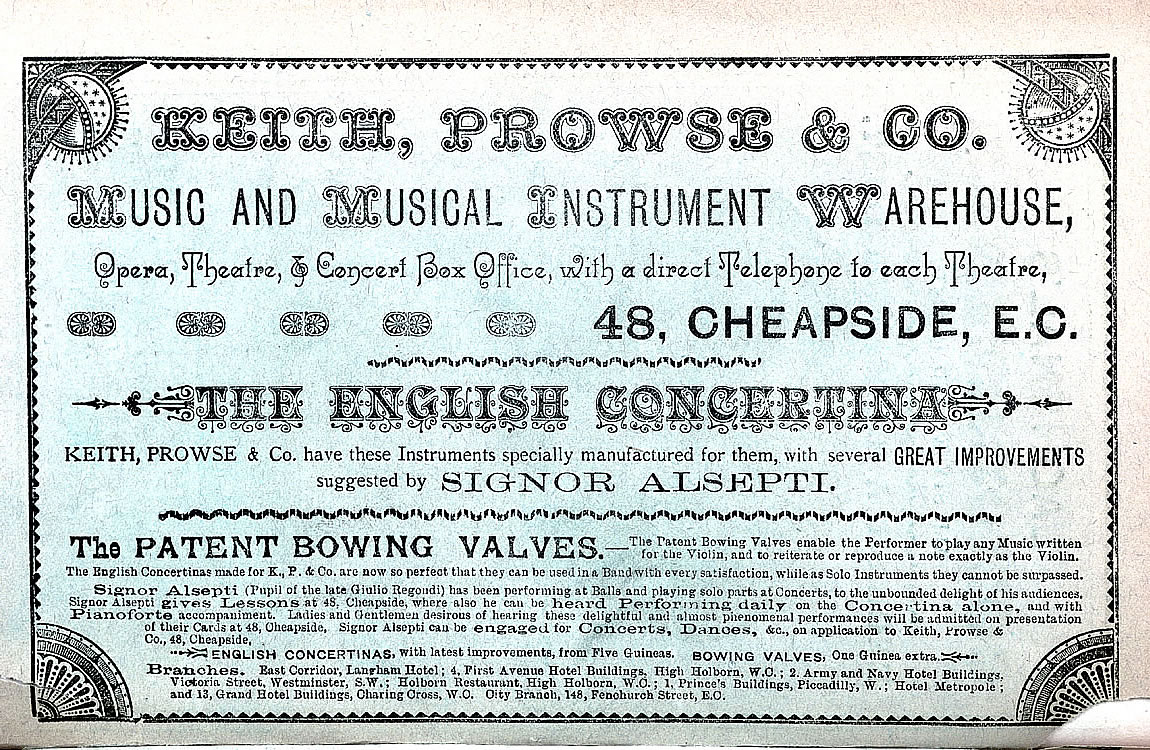 KEITH, PROWSE & CO.
MUSIC AND MUSICAL INSTRUMENT WAREHOUSE,
Opera, Theatre, & Concert Box Office, with a direct Telephone to each Theatre,
48, CHEAPSIDE, E.C.
THE ENGLISH CONCERTINA
KEITH, PROWSE & Co. have these Instruments specially manufactured for them, with several GREAT IMPROVEMENTS
suggested by SIGNOR ALSEPTI.
The PATENT BOWING VALVES.—The Patent Bowing Valves enable the Performer to play any Music written
for the Violin, and to reiterate or reproduce a note exactly as the Violin.
The English Concertinas made for K., P. & Co. are now so perfect that they can be used in a Band with every satisfaction, while as Solo Instruments they cannot be surpassed.
Signor Alsepti (Pupil of the late Giulio Regondi) has been performing at Balls and playing solo parts at Concerts, to the unbounded delight of his audiences.
Signor Alsepti gives Lessons at 48, Cheapside, where also he can be heard Performing daily on the Concertina alone, and with
Pianoforte accompaniment. Ladies and Gentlemen desirous of hearing these delightful and almost phenomenal performances will be admitted on presentation
of their Cards at 48, Cheapside. Signor Alsepti can be engaged for Concerts, Dances, &c., on application to Keith, Prowse &
Co., 48, Cheapside.
ENGLISH CONCERTINAS, with latest improvements, from Five Guineas. BOWING VALVES, One Guinea extra.
Branches. East Corridor, Langham Hotel; 4, First Avenue Hotel Buildings, High Holborn, W.C.; 2, Army and Navy Hotel Buildings,
Victoria Street, Westminster, S.W.; Holborn Restaurant, High Holborn, W.C.; 1, Prince's Buildings, Piccadilly, W.; Hotel Metropole;
and 13, Grand Hotel Buildings, Charing Cross, W.C. City Branch, 148, Fenchurch Street, E.C.